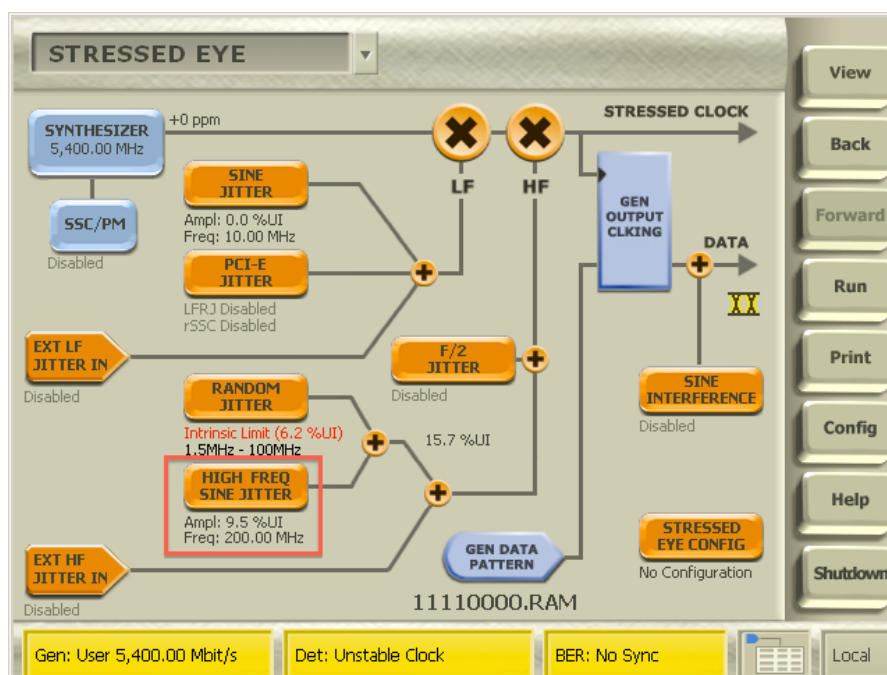 STRESSED EYE
View
Back
Forward
Run
Print
Config
Help
Shutdown
SYNTHESIZER
5,400.00 MHz
+0 ppm
STRESSED CLOCK
SSC/PM
Disabled
SINE
JITTER
Ampl: 0.0 %UI
Freq: 10.00 MHz
LF
HF
GEN
OUTPUT
CLKING
DATA
PCI-E
JITTER
LFRJ Disabled
rSSC Disabled
EXT LF
JITTER IN
Disabled
F/2
JITTER
Disabled
SINE
INTERFERENCE
Disabled
RANDOM
JITTER
Intrinsic Limit (6.2 %UI)
1.5MHz - 100MHz
15.7 %UI
HIGH FREQ
SINE JITTER
Ampl: 9.5 %UI
Freq: 200.00 MHz
STRESSED
EYE CONFIG
No Configuration
EXT HF
JITTER IN
Disabled
GEN DATA
PATTERN
11110000.RAM
Gen: User 5,400.00 Mbit/s
Det: Unstable Clock
BER: No Sync
Local